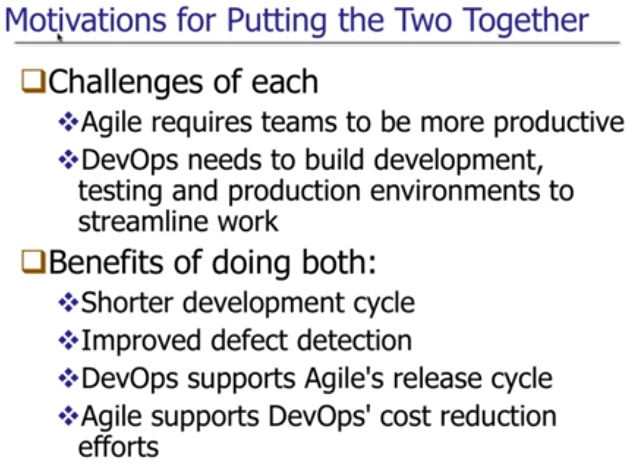 Motivations for Putting the Two Together
Challenges of each
Agile requires teams to be more productive
DevOps needs to build development,
testing and production environments to
streamline work
Benefits of doing both:
Shorter development cycle
Improved defect detection
DevOps supports Agile's release cycle
Agile supports DevOps' cost reduction
efforts